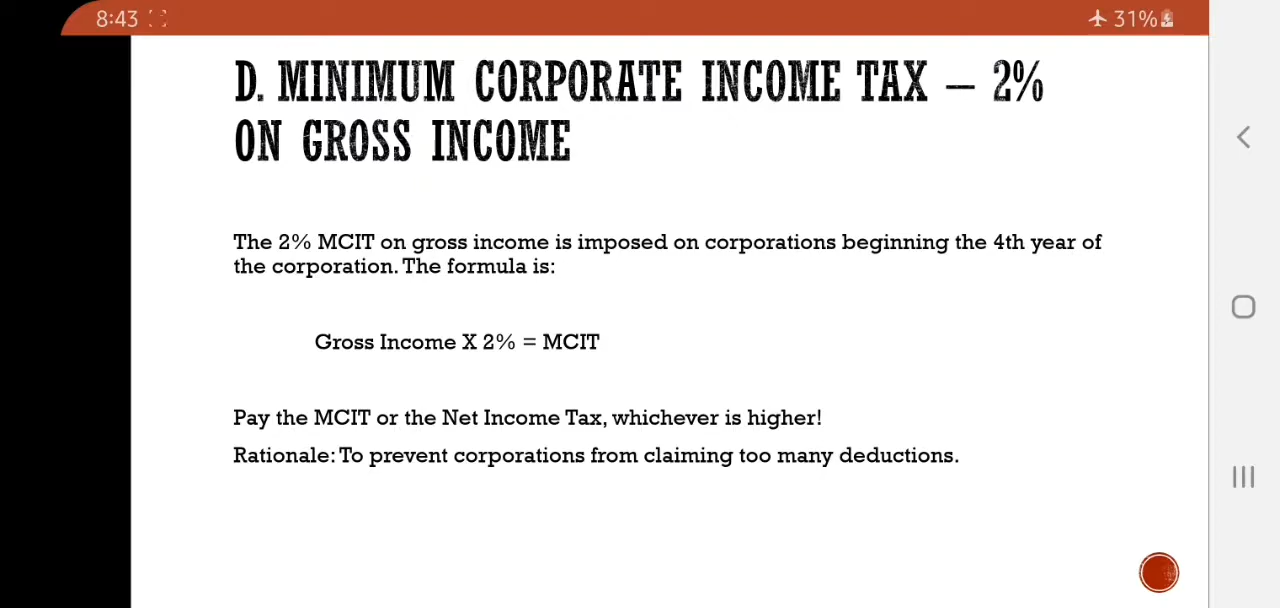 8:43
31%
D. MINIMUM CORPORATE INCOME TAX – 2%
ON GROSS INCOME
The 2% MCIT on gross income is imposed on corporations beginning the 4th year of
the corporation. The formula is:
Gross Income X 2% = MCIT
Pay the MCIT or the Net Income Tax, whichever is higher!
Rationale: To prevent corporations from claiming too many deductions.